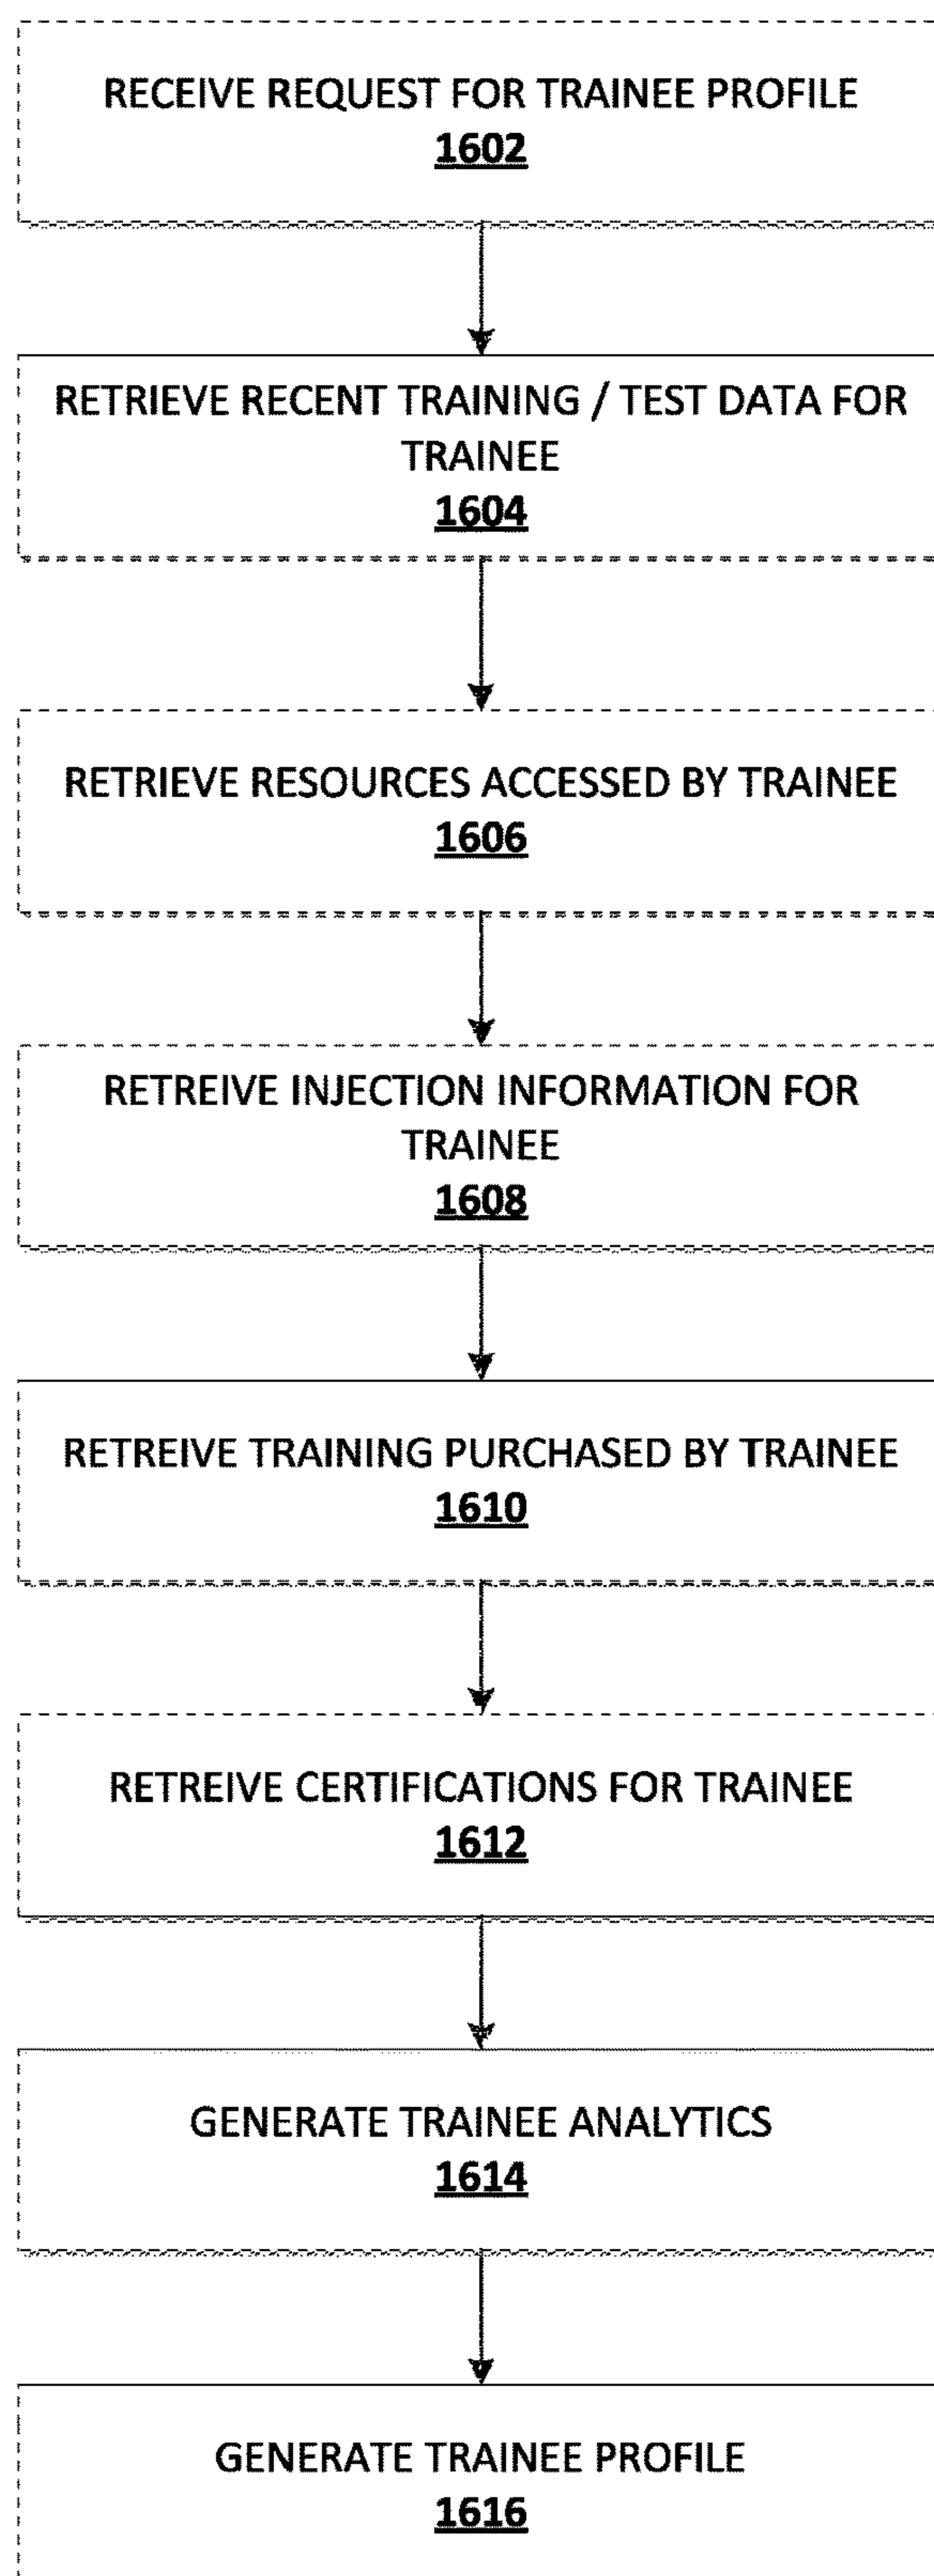 RECEIVE REQUEST FOR TRAINEE PROFILE
1602
RETRIEVE RECENT TRAINING / TEST DATA FOR
TRAINEE
1604
RETRIEVE RESOURCES ACCESSED BY TRAINEE
1606
RETREIVE INJECTION INFORMATION FOR
TRAINEE
1608
RETREIVE TRAINING PURCHASED BY TRAINEE
1610
RETREIVE CERTIFICATIONS FOR TRAINEE
1612
GENERATE TRAINEE ANALYTICS
1614
GENERATE TRAINEE PROFILE
1616